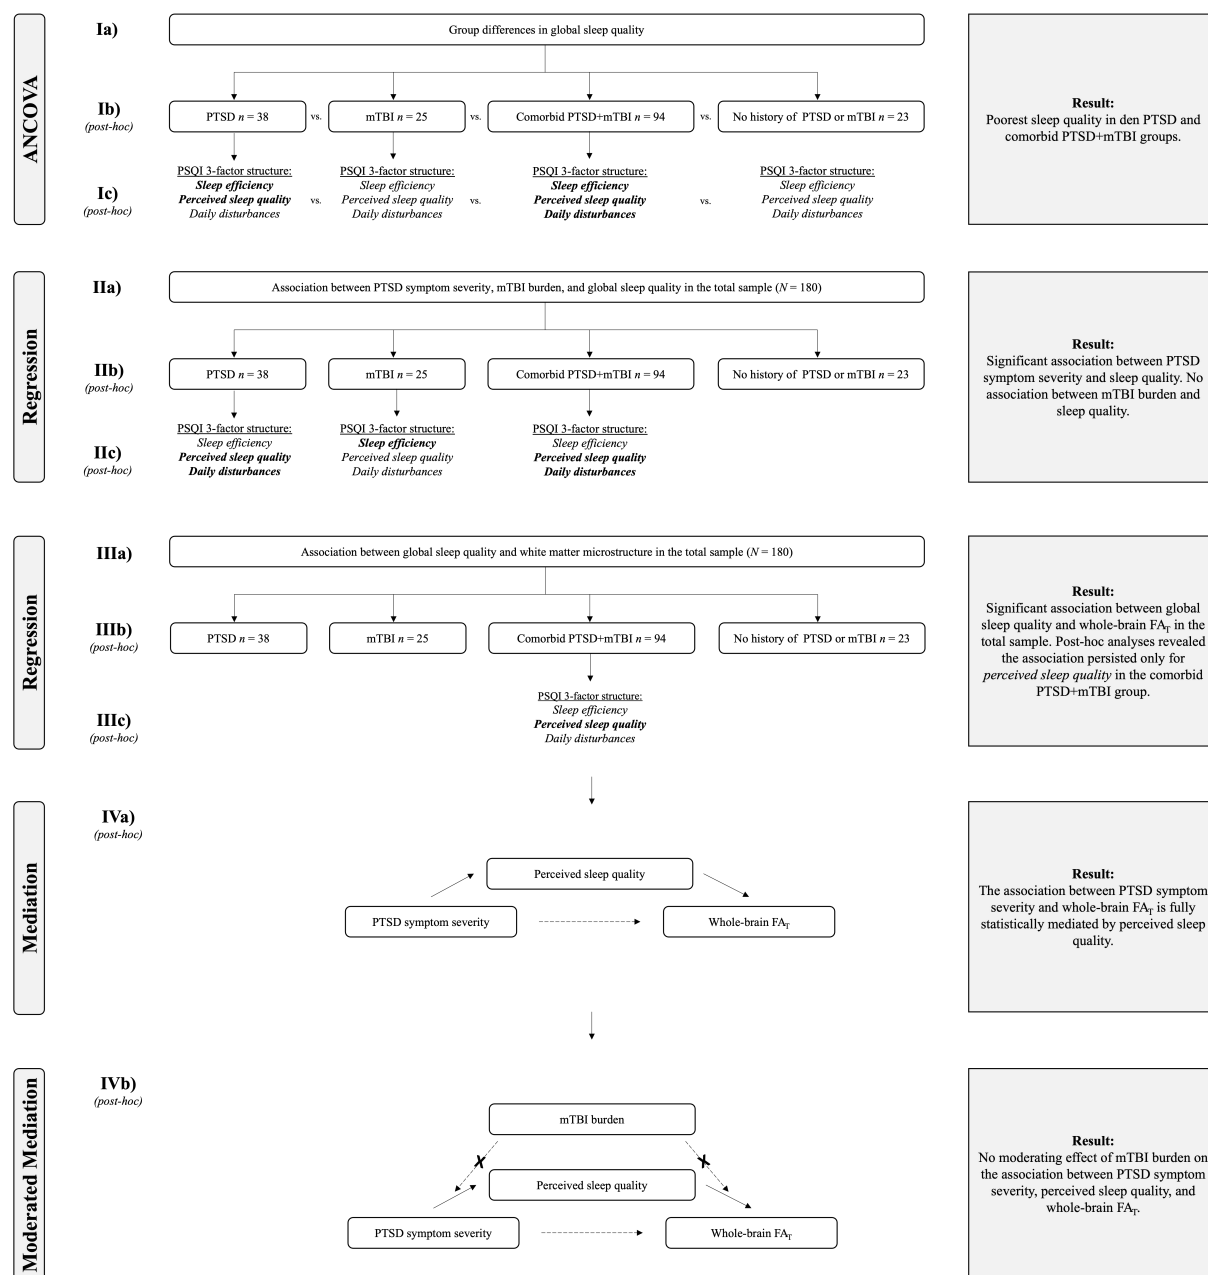 ANCOVA
Ia)
Group differences in global sleep quality
Ib)
(post-hoc)
PTSD n = 38
vs.
mTBI n = 25
vs.
Comorbid PTSD+mTBI n = 94
vs.
No history of PTSD or mTBI n = 23
Ic)
(post-hoc)
PSQI 3-factor structure:
Sleep efficiency
Perceived sleep quality
Daily disturbances
vs.
PSQI 3-factor structure:
Sleep efficiency
Perceived sleep quality
Daily disturbances
vs.
PSQI 3-factor structure:
Sleep efficiency
Perceived sleep quality
Daily disturbances
vs.
PSQI 3-factor structure:
Sleep efficiency
Perceived sleep quality
Daily disturbances
Result:
Poorest sleep quality in den PTSD and
comorbid PTSD+mTBI groups.
Regression
IIa)
Association between PTSD symptom severity, mTBI burden, and global sleep quality in the total sample (N = 180)
IIb)
(post-hoc)
PTSD n = 38
mTBI n = 25
Comorbid PTSD+mTBI n = 94
No history of PTSD or mTBI n = 23
IIc)
(post-hoc)
PSQI 3-factor structure:
Sleep efficiency
Perceived sleep quality
Daily disturbances
PSQI 3-factor structure:
Sleep efficiency
Perceived sleep quality
Daily disturbances
PSQI 3-factor structure:
Sleep efficiency
Perceived sleep quality
Daily disturbances
Result:
Significant association between PTSD
symptom severity and sleep quality. No
association between mTBI burden and
sleep quality.
Regression
IIIa)
Association between global sleep quality and white matter microstructure in the total sample (N = 180)
IIIb)
(post-hoc)
PTSD n = 38
mTBI n = 25
Comorbid PTSD+mTBI n = 94
No history of PTSD or mTBI n = 23
IIIc)
(post-hoc)
PSQI 3-factor structure:
Sleep efficiency
Perceived sleep quality
Daily disturbances
Result:
Significant association between global
sleep quality and whole-brain FAT in the
total sample. Post-hoc analyses revealed
the association persisted only for
perceived sleep quality in the comorbid
PTSD+mTBI group.
Mediation
IVa)
(post-hoc)
Perceived sleep quality
PTSD symptom severity
Whole-brain FAT
Result:
The association between PTSD symptom
severity and whole-brain FAT is fully
statistically mediated by perceived sleep
quality.
Moderated Mediation
IVb)
(post-hoc)
mTBI burden
X
X
Perceived sleep quality
PTSD symptom severity
Whole-brain FAT
Result:
No moderating effect of mTBI burden on
the association between PTSD symptom
severity, perceived sleep quality, and
whole-brain FAT.